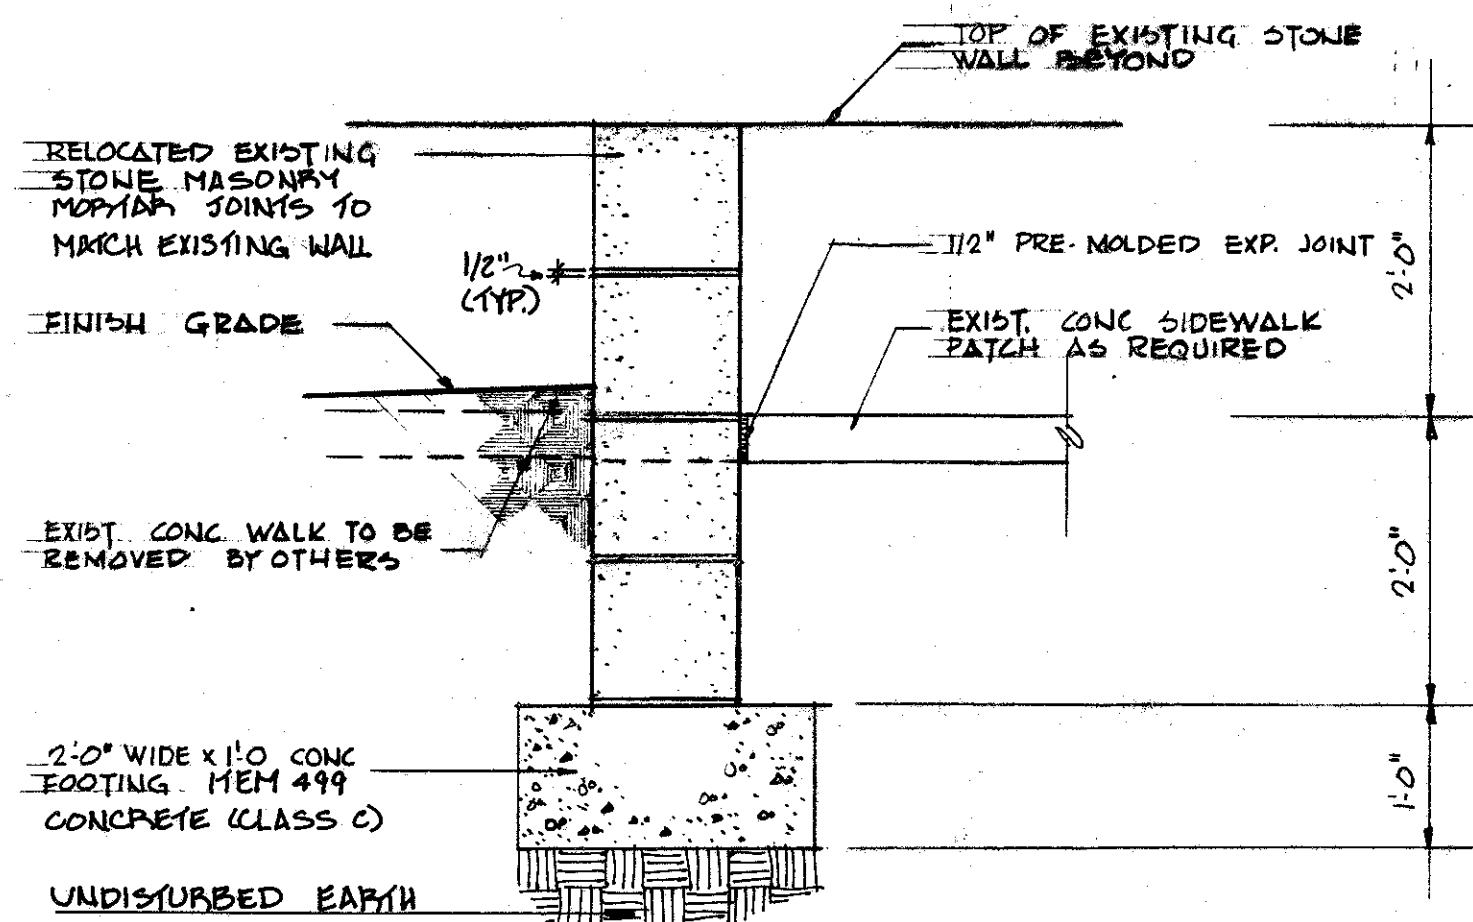 TOP OF EXISTING STONE
WALL BEYOND
RELOCATED EXISTING
STONE MASONRY
MORTAR JOINTS TO
MATCH EXISTING WALL
1/2"
(TYP.)
1/2" PRE-MOLDED EXP. JOINT
2'-0"
FINISH GRADE
EXIST. CONC SIDEWALK
PATCH AS REQUIRED
EXIST. CONC. WALK TO BE
REMOVED BY OTHERS
2'-0"
2'-0" WIDE x 1'-0 CONC
FOOTING ITEM 499
CONCRETE (CLASS C)
1'-0"
UNDISTURBED EARTH